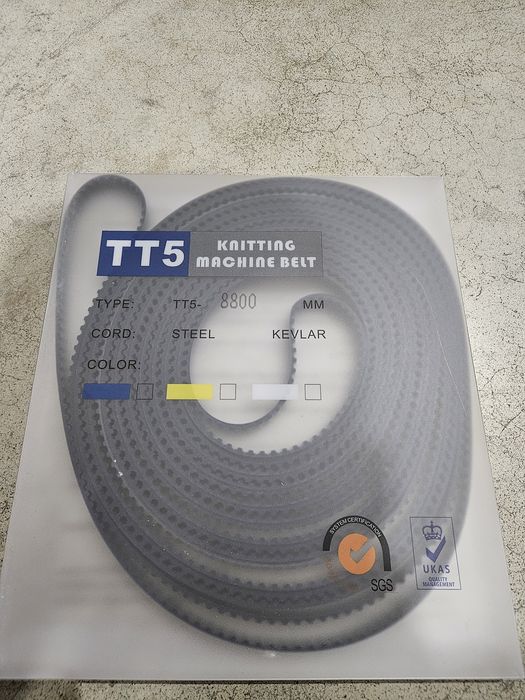 TT5
KNITTING
MACHINE BELT
TYPE: TT5- 8800 MM
CORD: STEEL KEVLAR
COLOR:
SYSTEM CERTIFICATION
SGS
UKAS
QUALITY
MANAGEMENT